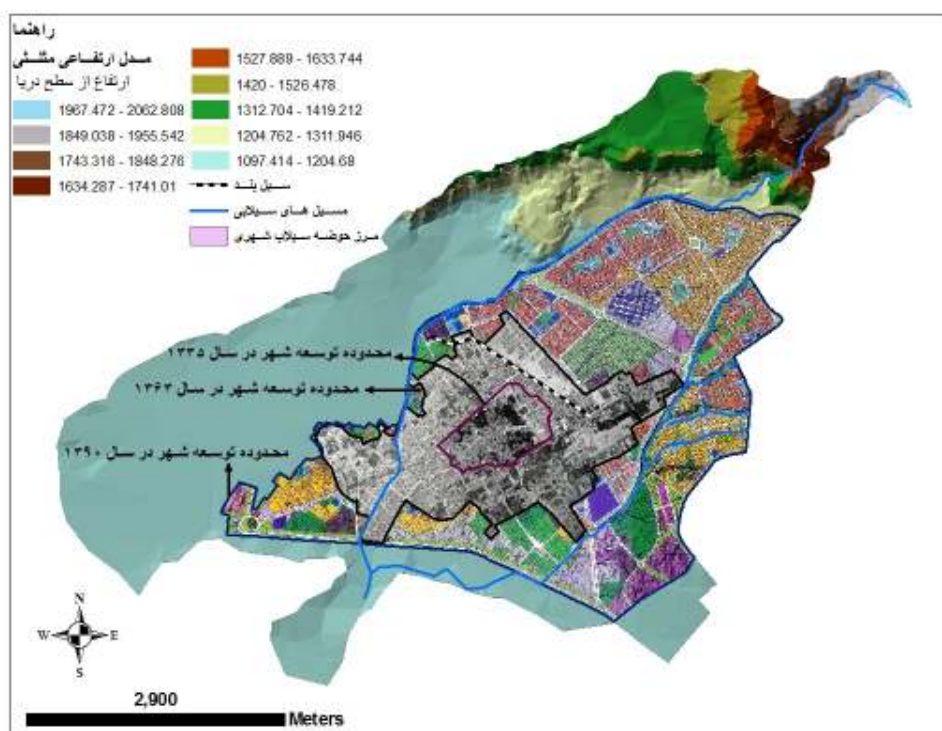 راهنما
مدل ارتفاعی مثلثی
ارتفاع از سطح دریا
1967.472 - 2062.808
1849.038 - 1955.542
1743.316 - 1848.276
1634.287 - 1741.01
1527.889 - 1633.744
1420 - 1526.478
1312.704 - 1419.212
1204.762 - 1311.946
1097.414 - 1204.68
سیل بند
مسیل های سیلابی
مرز حوضه سیلاب شهری
محدوده توسعه شهر در سال ۱۳۳۵
محدوده توسعه شهر در سال ۱۳۶۳
محدوده توسعه شهر در سال ۱۳۹۰
N
W E
S
2,900
Meters